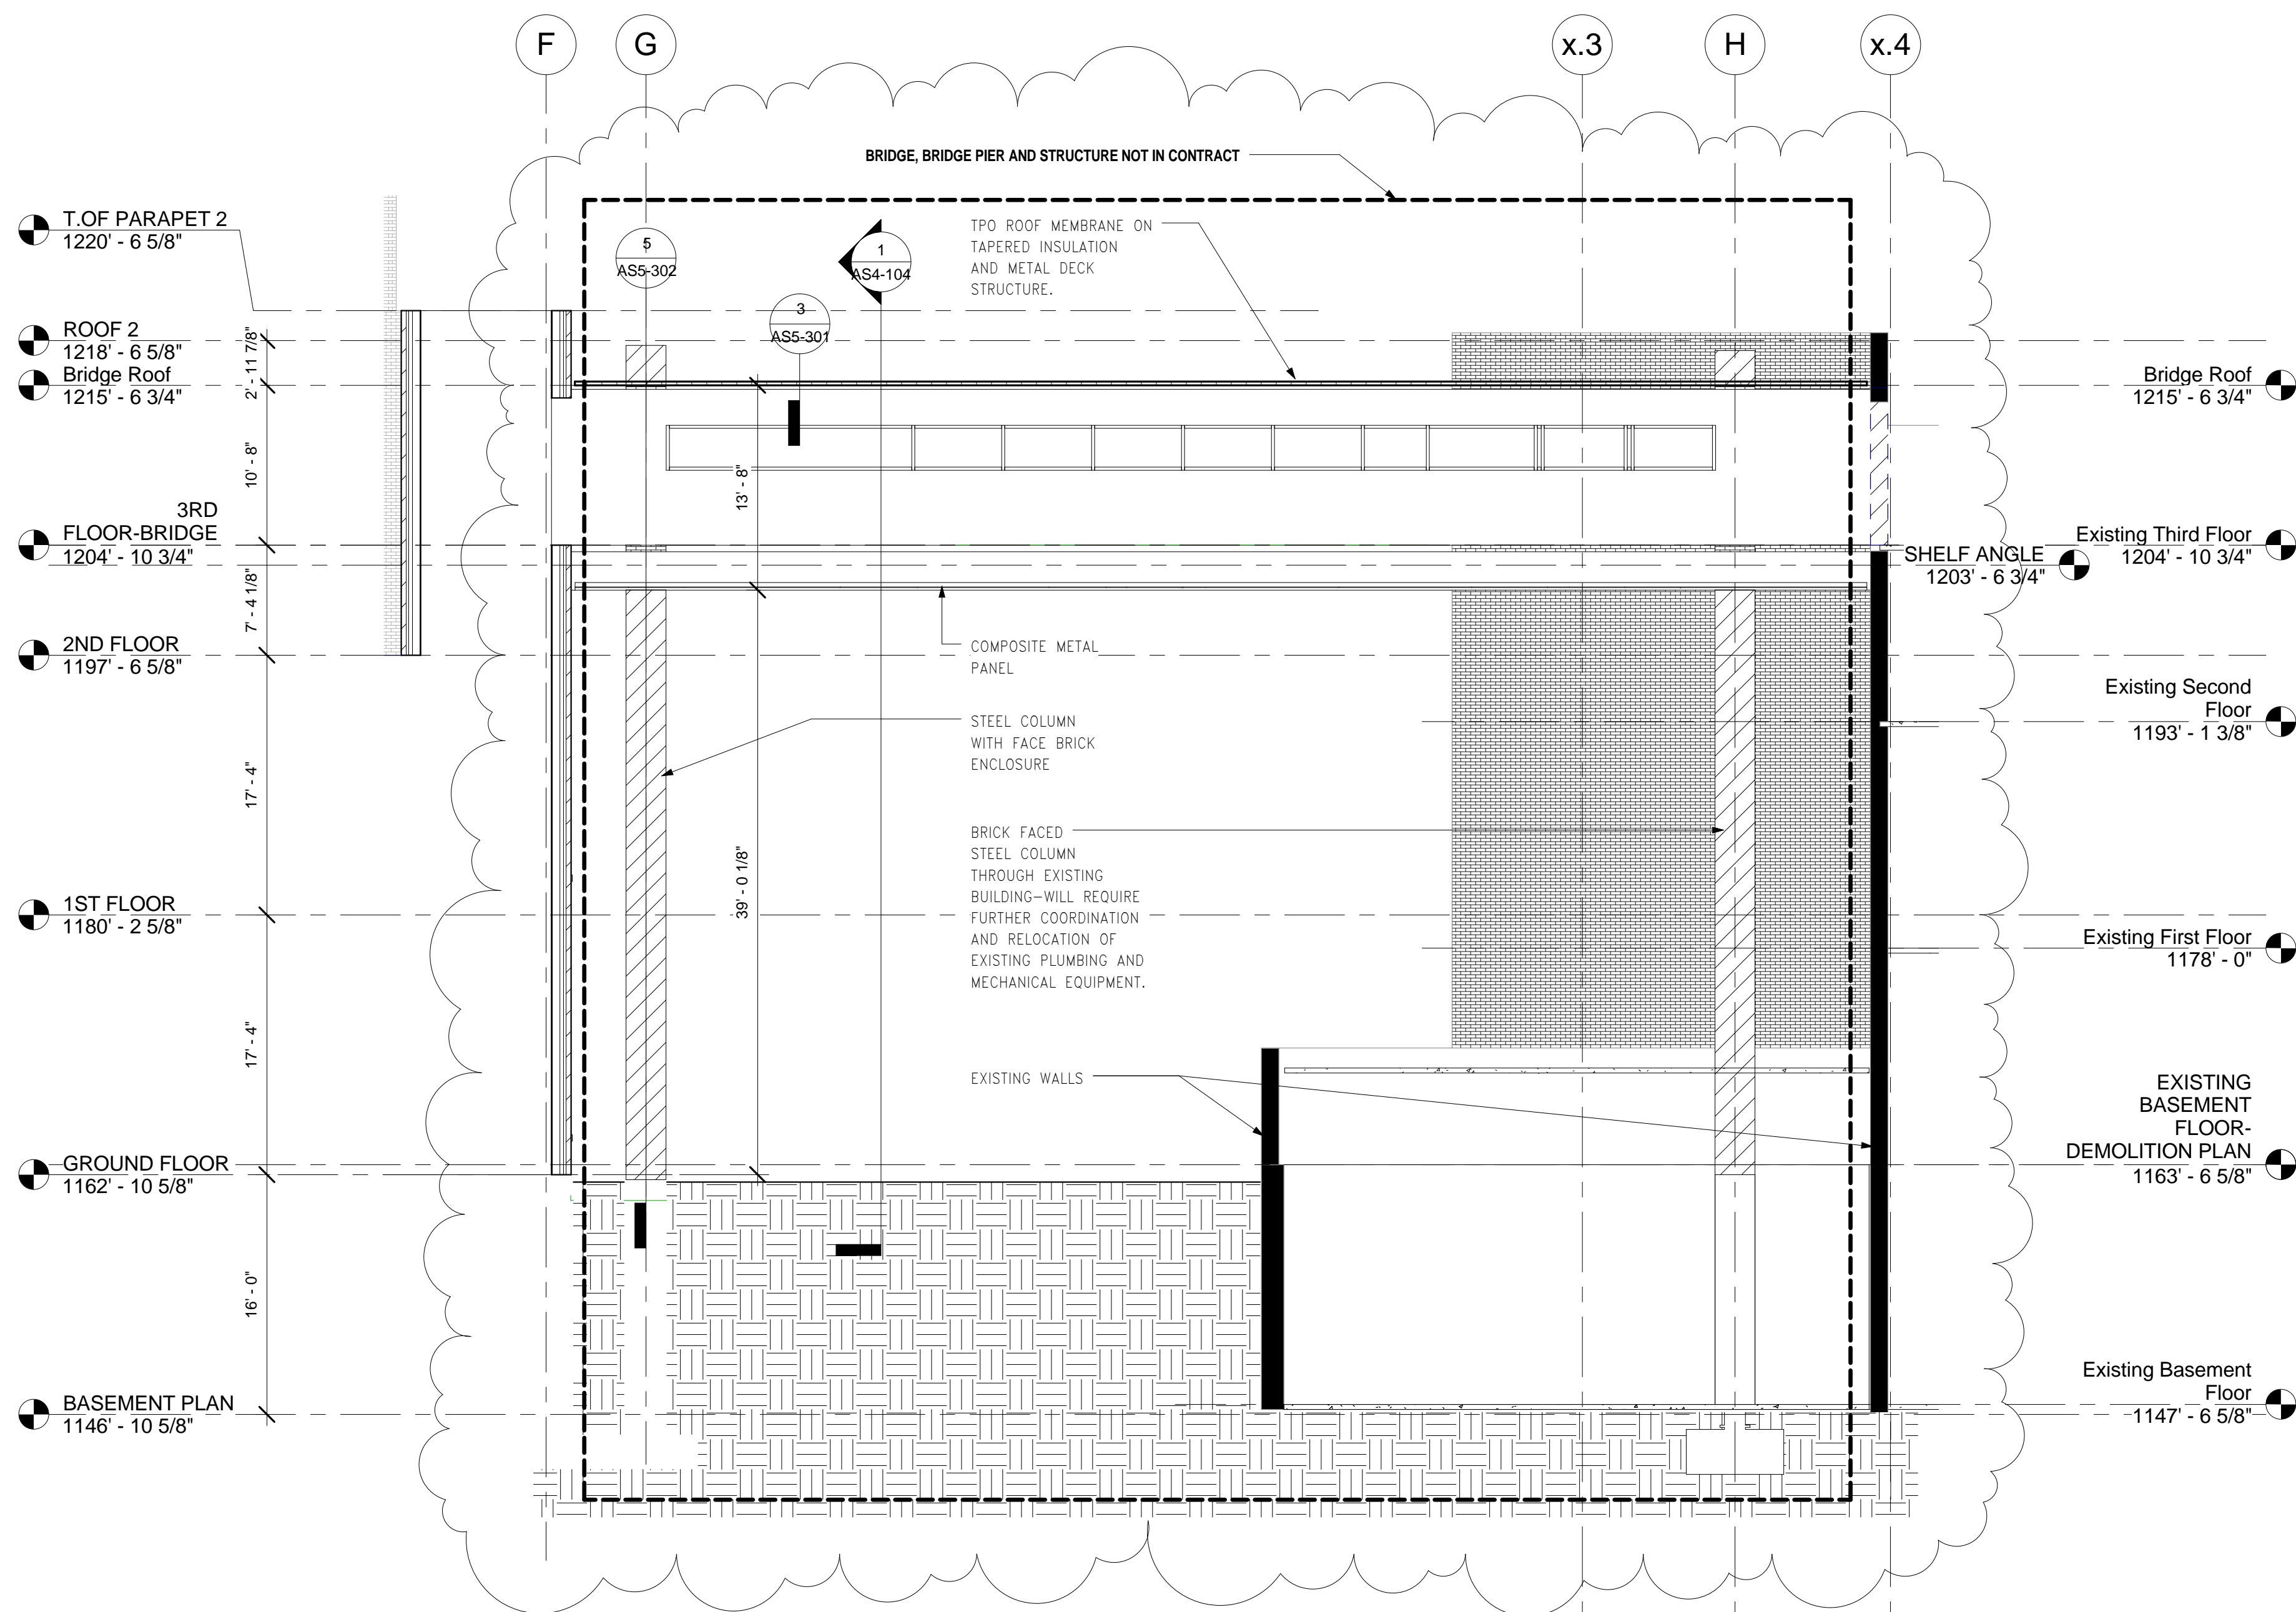 F
G
x.3
H
x.4
BRIDGE, BRIDGE PIER AND STRUCTURE NOT IN CONTRACT
T.OF PARAPET 2
1220' - 6 5/8"
ROOF 2
1218' - 6 5/8"
Bridge Roof
1215' - 6 3/4"
3RD
FLOOR-BRIDGE
1204' - 10 3/4"
2ND FLOOR
1197' - 6 5/8"
1ST FLOOR
1180' - 2 5/8"
GROUND FLOOR
1162' - 10 5/8"
BASEMENT PLAN
1146' - 10 5/8"
2' - 11 7/8"
10' - 8"
7' - 4 1/8"
17' - 4"
17' - 4"
16' - 0"
5
AS5-302
3
AS5-301
1
AS4-104
13' - 8"
39' - 0 1/8"
TPO ROOF MEMBRANE ON
TAPERED INSULATION
AND METAL DECK
STRUCTURE.
COMPOSITE METAL
PANEL
STEEL COLUMN
WITH FACE BRICK
ENCLOSURE
BRICK FACED
STEEL COLUMN
THROUGH EXISTING
BUILDING-WILL REQUIRE
FURTHER COORDINATION
AND RELOCATION OF
EXISTING PLUMBING AND
MECHANICAL EQUIPMENT.
EXISTING WALLS
Bridge Roof
1215' - 6 3/4"
Existing Third Floor
1204' - 10 3/4"
SHELF ANGLE
1203' - 6 3/4"
Existing Second
Floor
1193' - 1 3/8"
Existing First Floor
1178' - 0"
EXISTING
BASEMENT
FLOOR-
DEMOLITION PLAN
1163' - 6 5/8"
Existing Basement
Floor
1147' - 6 5/8"